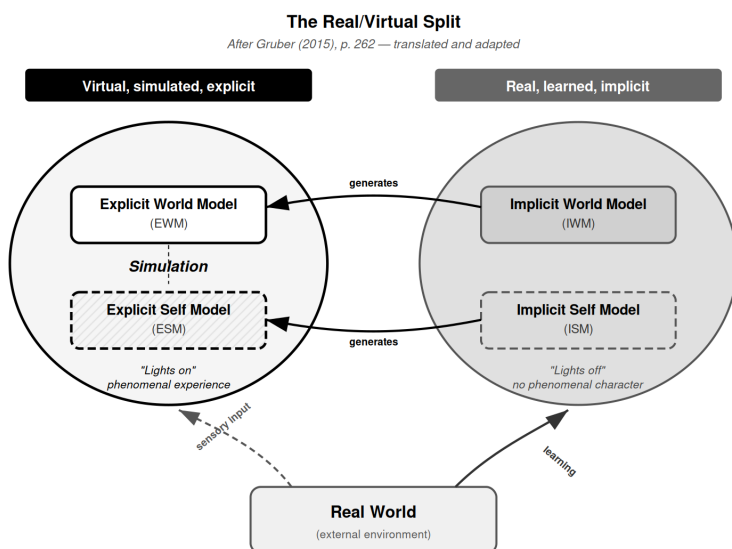 The Real/Virtual Split
After Gruber (2015), p. 262 — translated and adapted
Virtual, simulated, explicit
Real, learned, implicit
generates
Explicit World Model
(EWM)
Implicit World Model
(IWM)
Simulation
Explicit Self Model
(ESM)
Implicit Self Model
(ISM)
generates
"Lights on"
phenomenal experience
"Lights off"
no phenomenal character
sensory input
learning
Real World
(external environment)